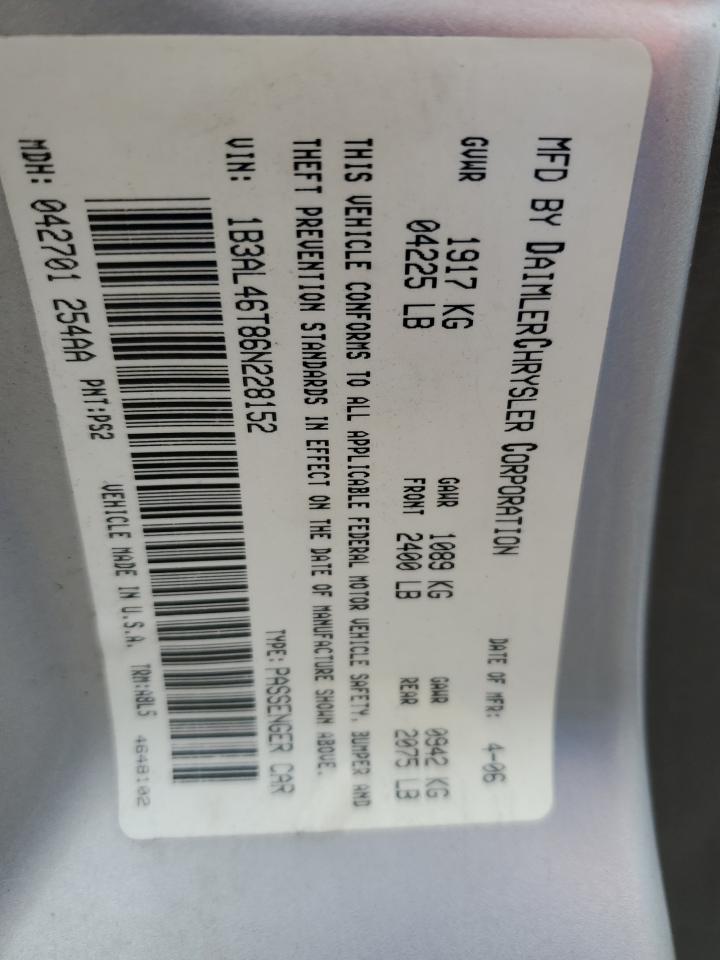 MFD BY DAIMLERCHRYSLER CORPORATION DATE OF MFR: 4-06
GVWR 1917 KG GAWR 1089 KG GAWR 0942 KG
04225 LB FRONT 2400 LB REAR 2075 LB
THIS VEHICLE CONFORMS TO ALL APPLICABLE FEDERAL MOTOR VEHICLE SAFETY, BUMPER AND
THEFT PREVENTION STANDARDS IN EFFECT ON THE DATE OF MANUFACTURE SHOWN ABOVE.
VIN: 1B3AL46T86N228152 TYPE: PASSENGER CAR
MDH: 042701 254AA PNT:PS2 VEHICLE MADE IN U.S.A. TRM:A8L5 4648102